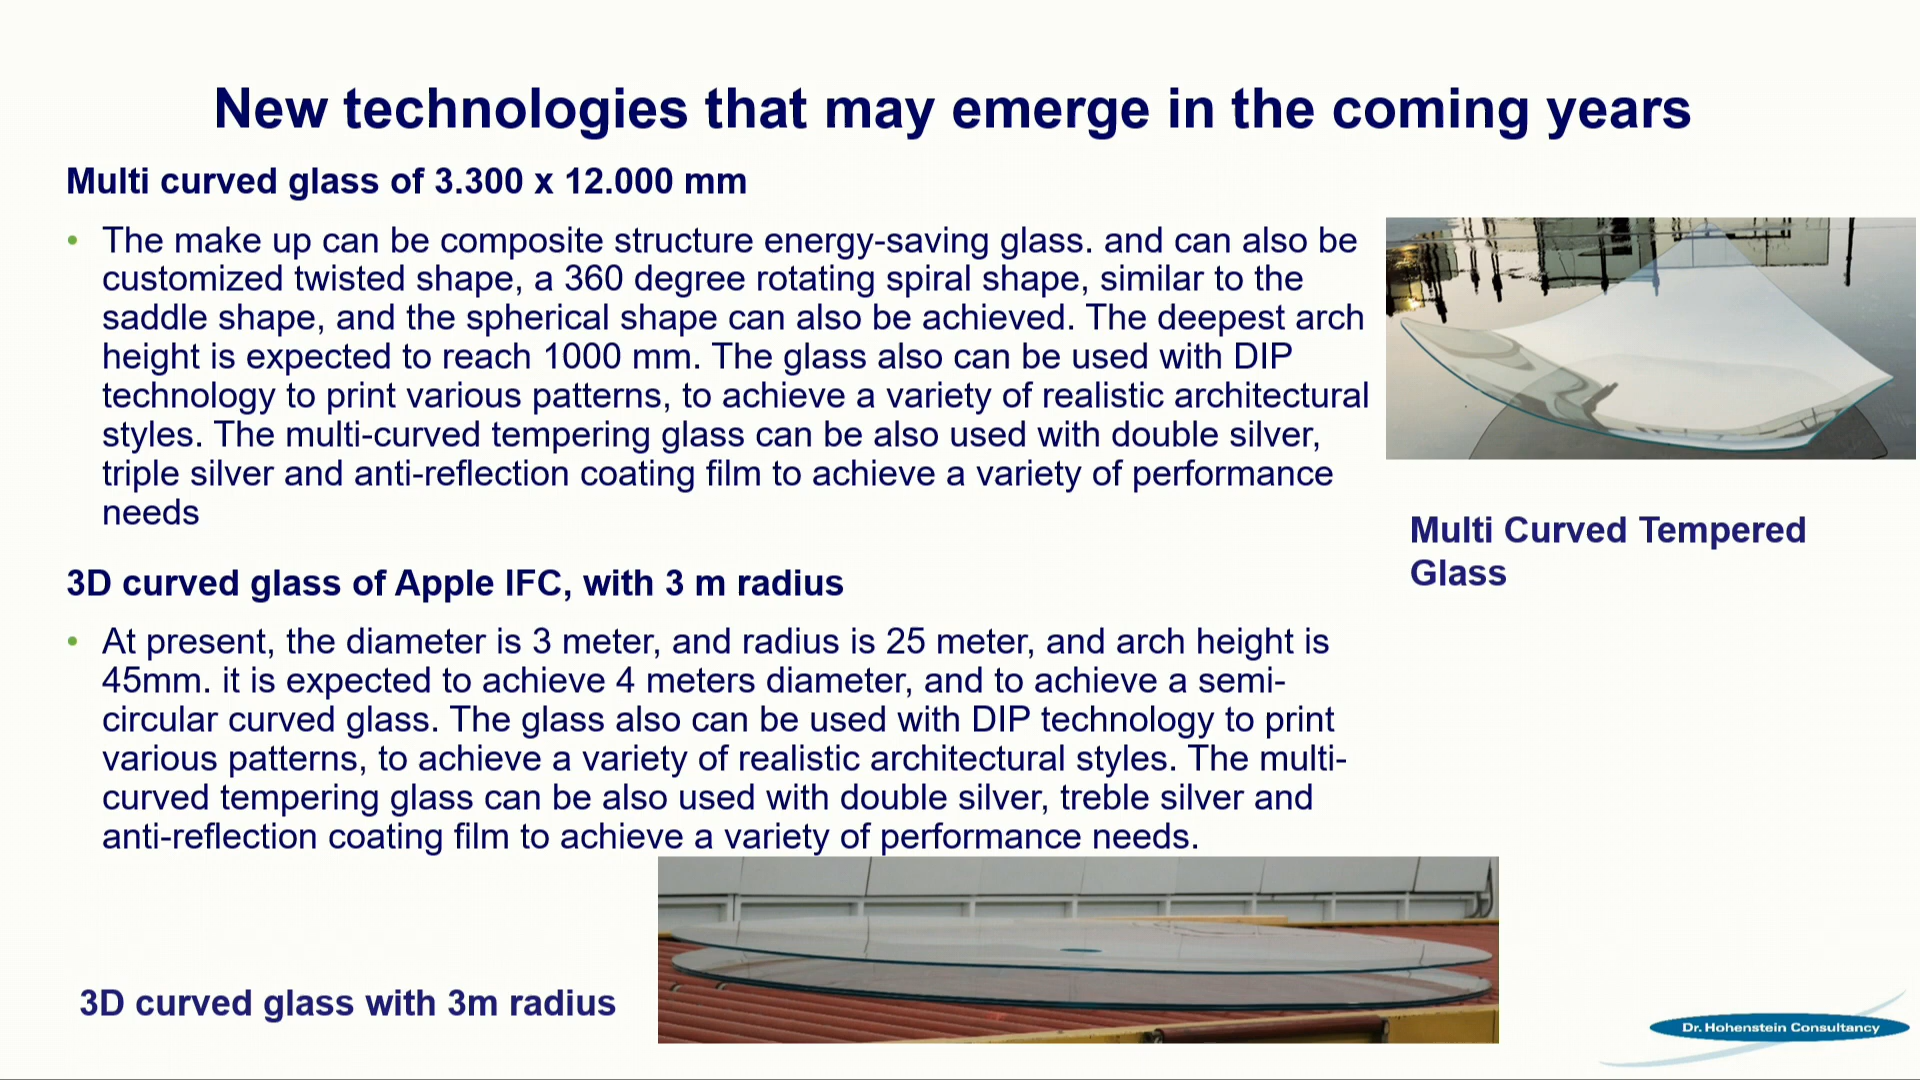 New technologies that may emerge in the coming years
Multi curved glass of 3.300 x 12.000 mm
• The make up can be composite structure energy-saving glass. and can also be
customized twisted shape, a 360 degree rotating spiral shape, similar to the
saddle shape, and the spherical shape can also be achieved. The deepest arch
height is expected to reach 1000 mm. The glass also can be used with DIP
technology to print various patterns, to achieve a variety of realistic architectural
styles. The multi-curved tempering glass can be also used with double silver,
triple silver and anti-reflection coating film to achieve a variety of performance
needs
Multi Curved Tempered
Glass
3D curved glass of Apple IFC, with 3 m radius
• At present, the diameter is 3 meter, and radius is 25 meter, and arch height is
45mm. it is expected to achieve 4 meters diameter, and to achieve a semi-
circular curved glass. The glass also can be used with DIP technology to print
various patterns, to achieve a variety of realistic architectural styles. The multi-
curved tempering glass can be also used with double silver, treble silver and
anti-reflection coating film to achieve a variety of performance needs.
3D curved glass with 3m radius
Dr. Hohenstein Consultancy